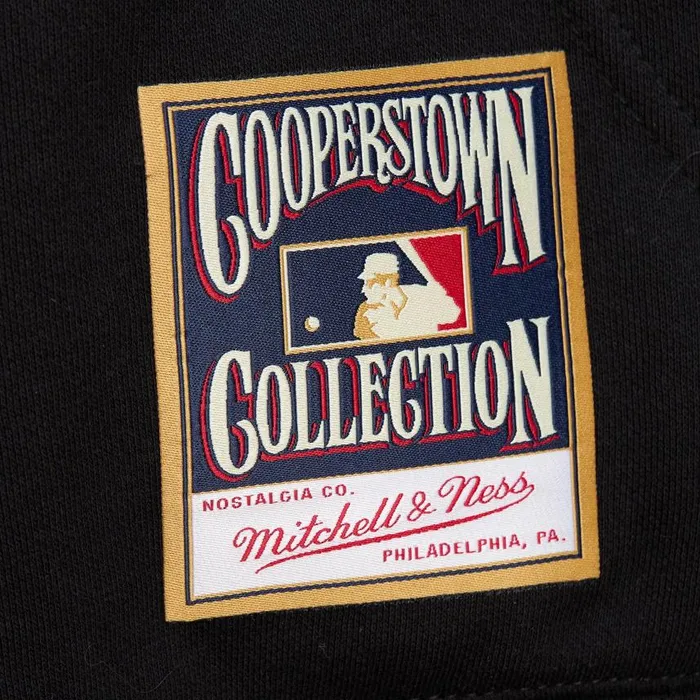 COOPERSTOWN
COLLECTION
NOSTALGIA CO.
Mitchell & Ness
PHILADELPHIA, PA.